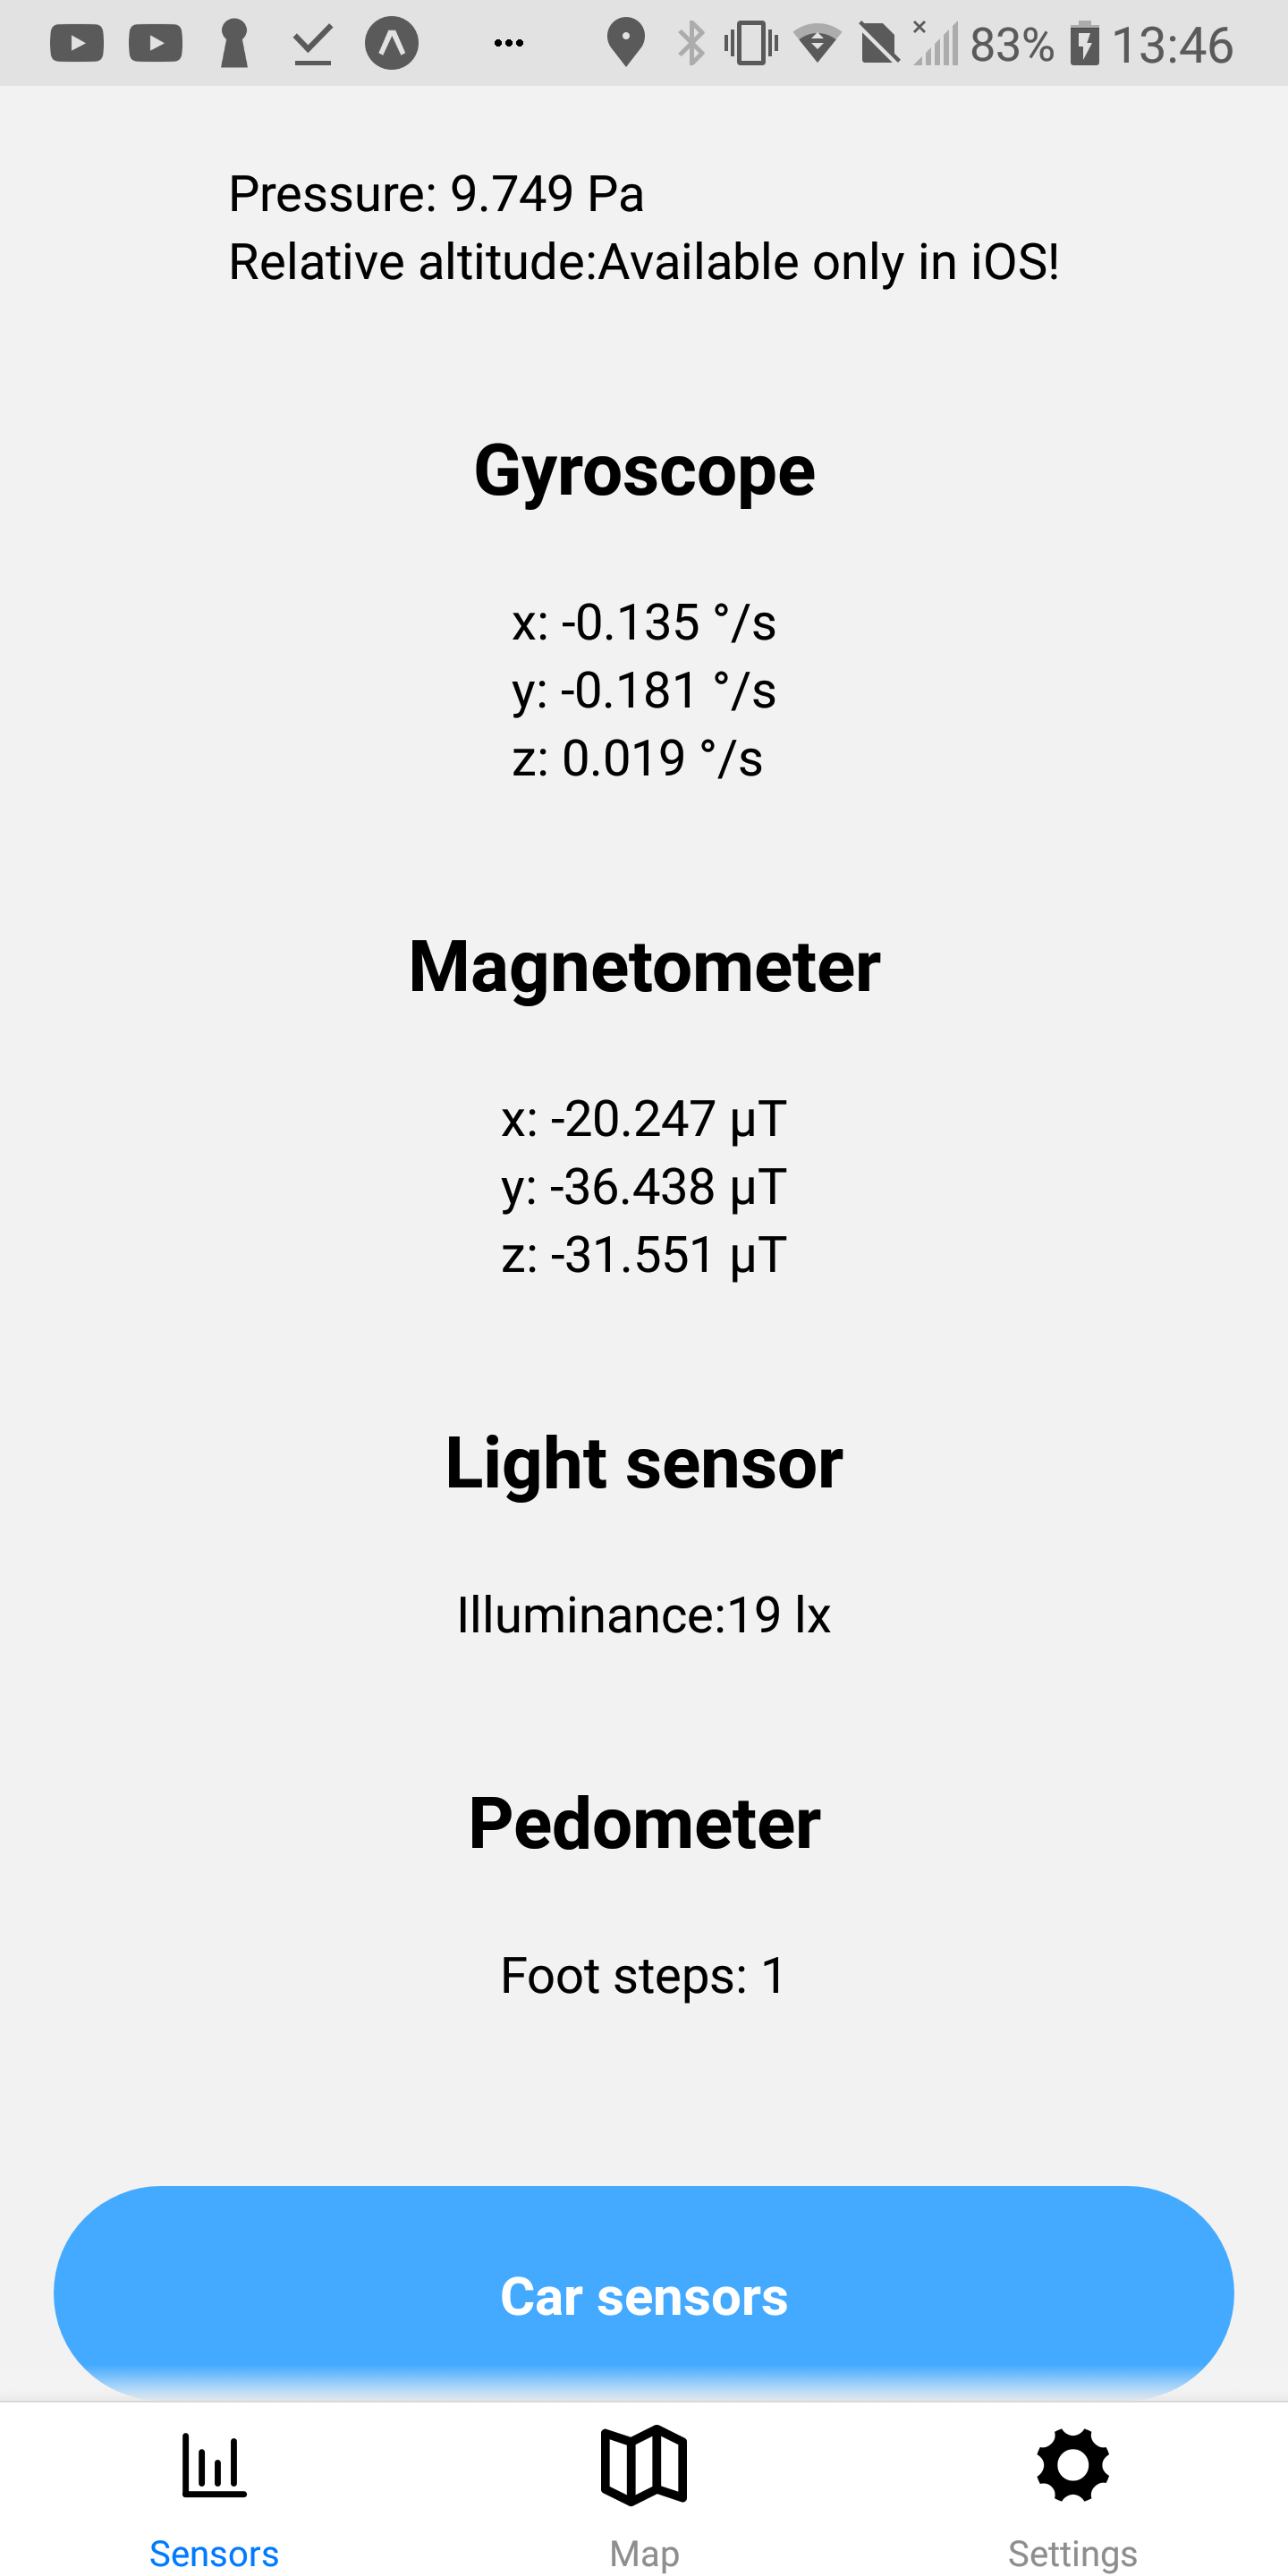 83% 13:46
Pressure: 9.749 Pa
Relative altitude:Available only in iOS!
Gyroscope
x: -0.135 °/s
y: -0.181 °/s
z: 0.019 °/s
Magnetometer
x: -20.247 µT
y: -36.438 µT
z: -31.551 µT
Light sensor
Illuminance:19 lx
Pedometer
Foot steps: 1
Car sensors
Sensors Map Settings